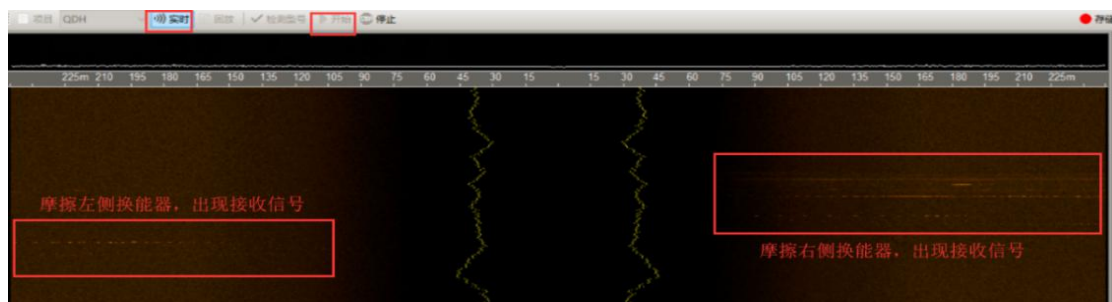 项目 QDH 实时 回放 检测型号 开始 停止 存储
225m 210 195 180 165 150 135 120 105 90 75 60 45 30 15 15 30 45 60 75 90 105 120 135 150 165 180 195 210 225m
摩擦左侧换能器，出现接收信号
摩擦右侧换能器，出现接收信号